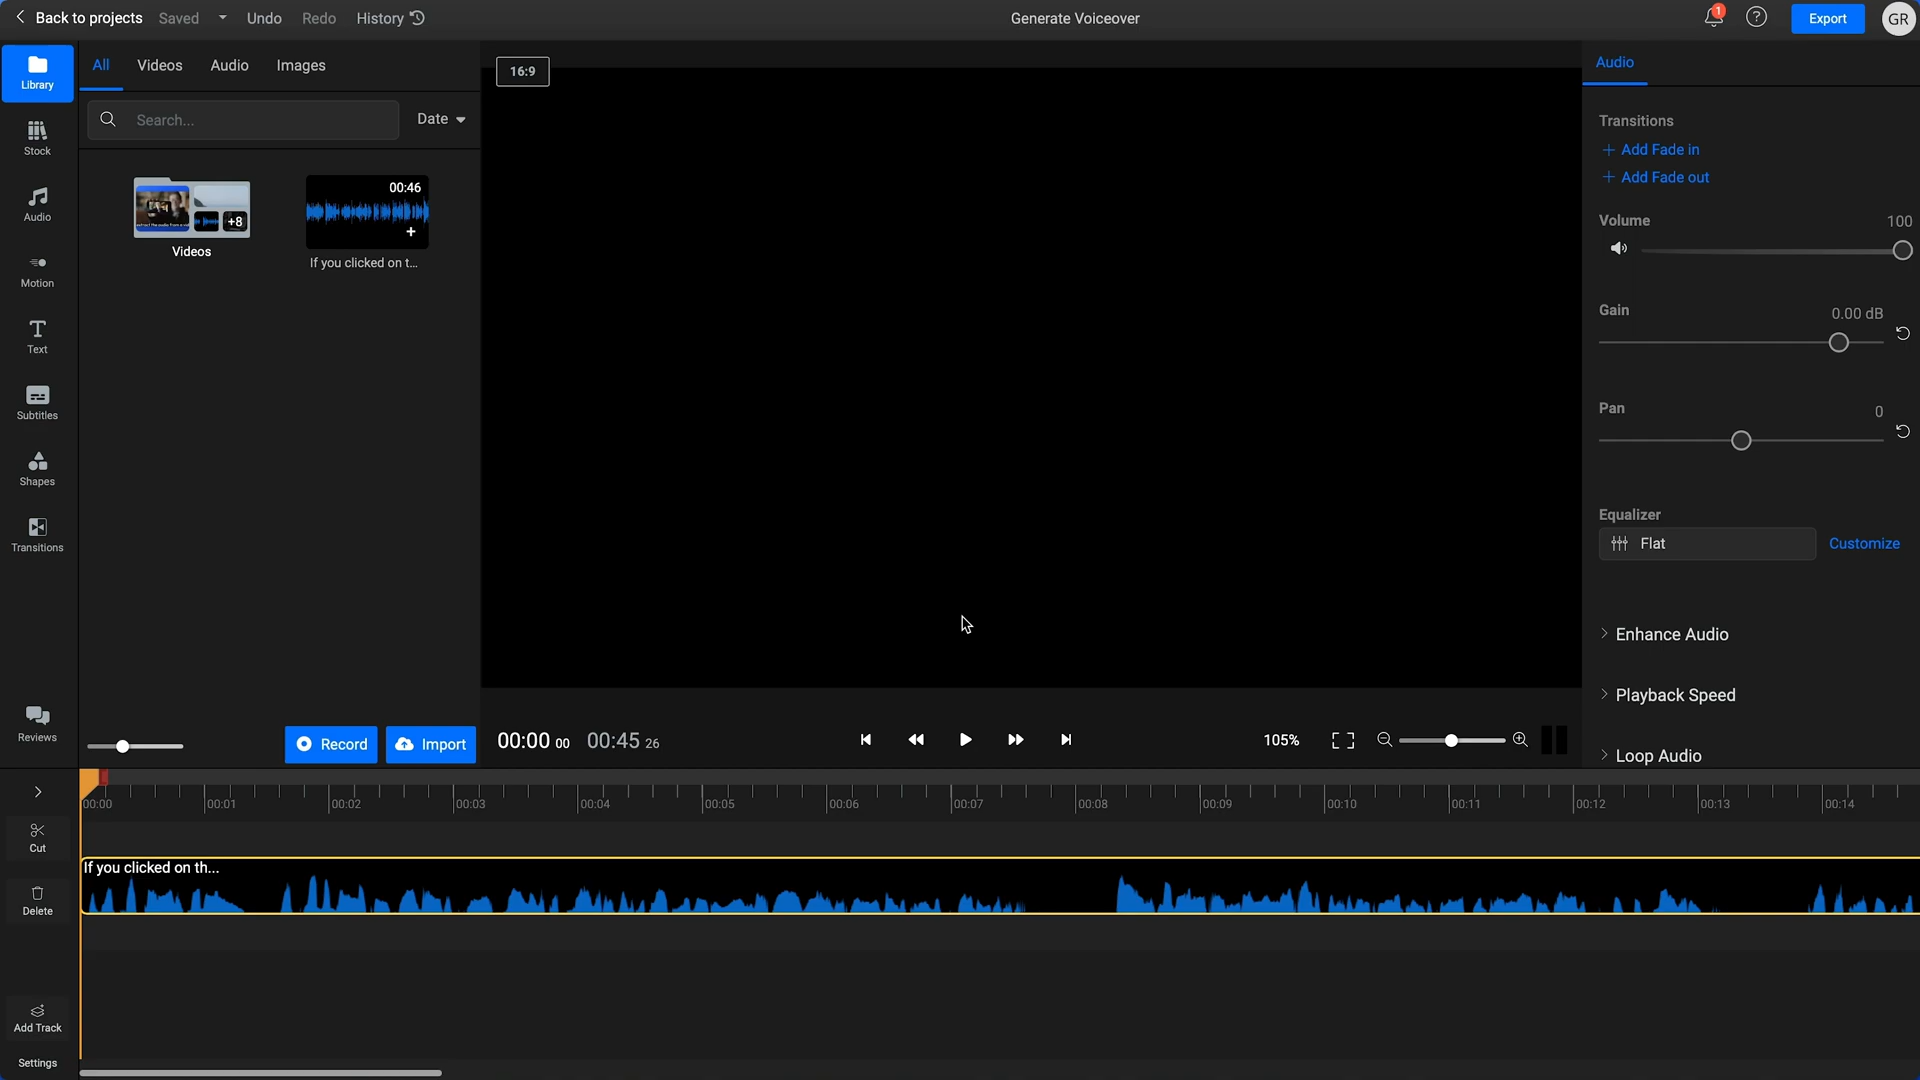 Back to projects
Saved
Undo
Redo
History
Generate Voiceover
1
?
Export
GR
Library
Stock
Audio
Motion
Text
Subtitles
Shapes
Transitions
Reviews
All
Videos
Audio
Images
Search...
Date
+8
Videos
00:46
If you clicked on t...
Record
Import
16:9
00:00 00
00:45 26
105%
Audio
Transitions
+ Add Fade in
+ Add Fade out
Volume
100
Gain
0.00 dB
Pan
0
Equalizer
Flat
Customize
Enhance Audio
Playback Speed
Loop Audio
Cut
Delete
Add Track
Settings
00:00
00:01
00:02
00:03
00:04
00:05
00:06
00:07
00:08
00:09
00:10
00:11
00:12
00:13
00:14
If you clicked on th...